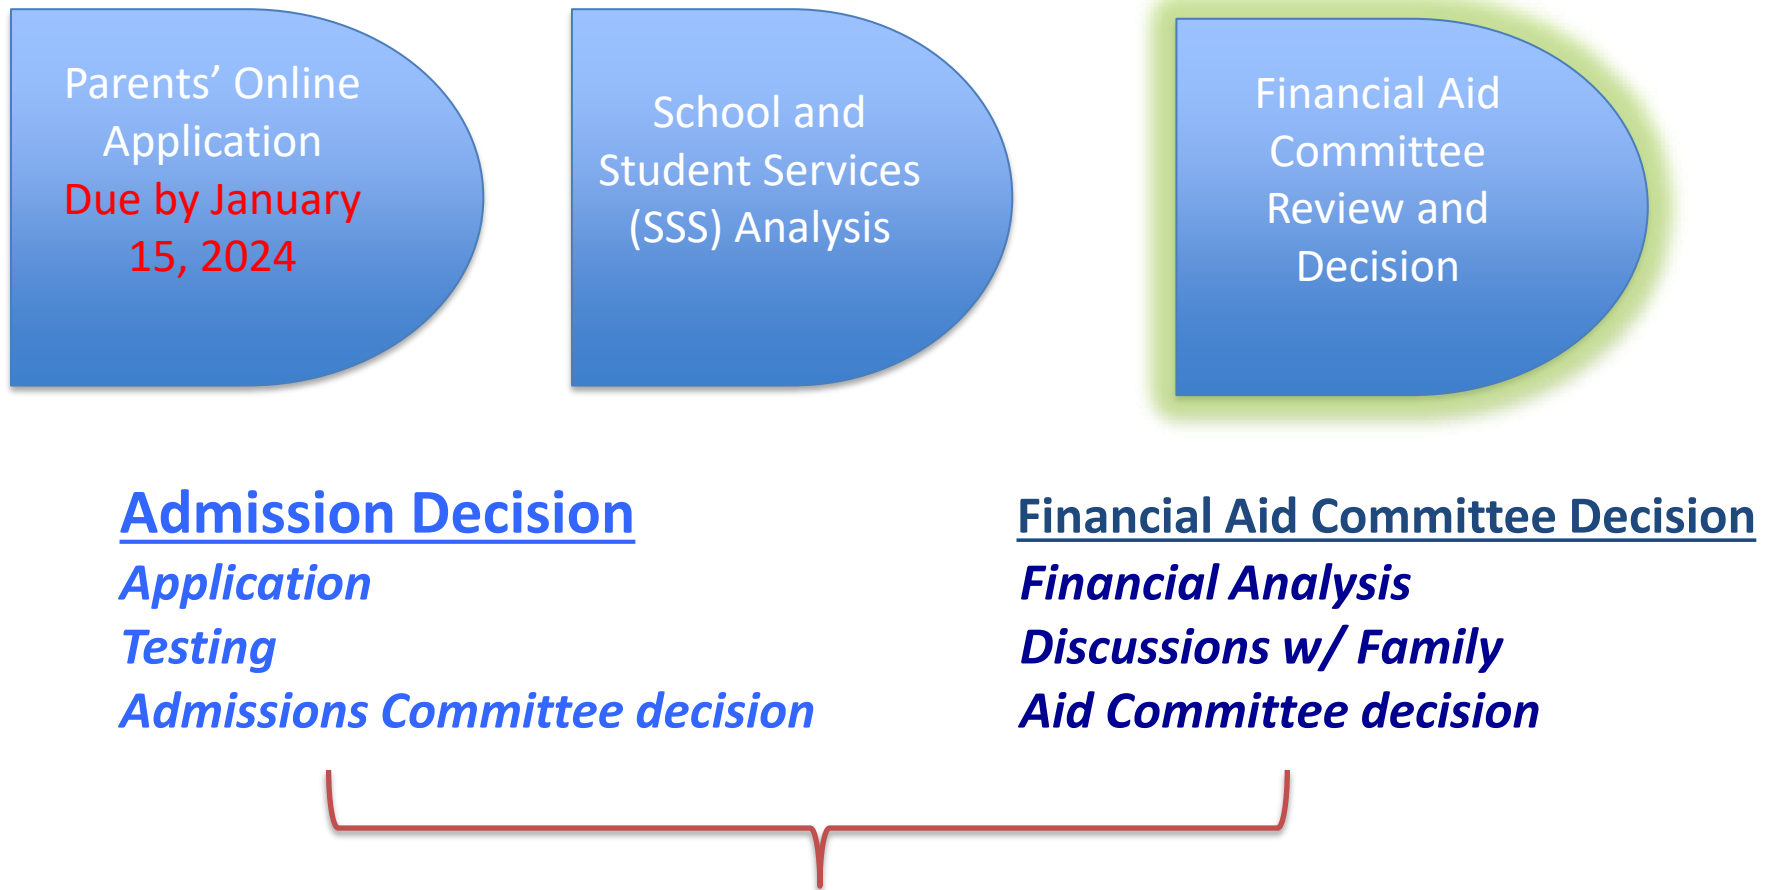 Parents’ Online
Application
Due by January
15, 2024
School and
Student Services
(SSS) Analysis
Financial Aid
Committee
Review and
Decision
Admission Decision
Application
Testing
Admissions Committee decision
Financial Aid Committee Decision
Financial Analysis
Discussions w/ Family
Aid Committee decision